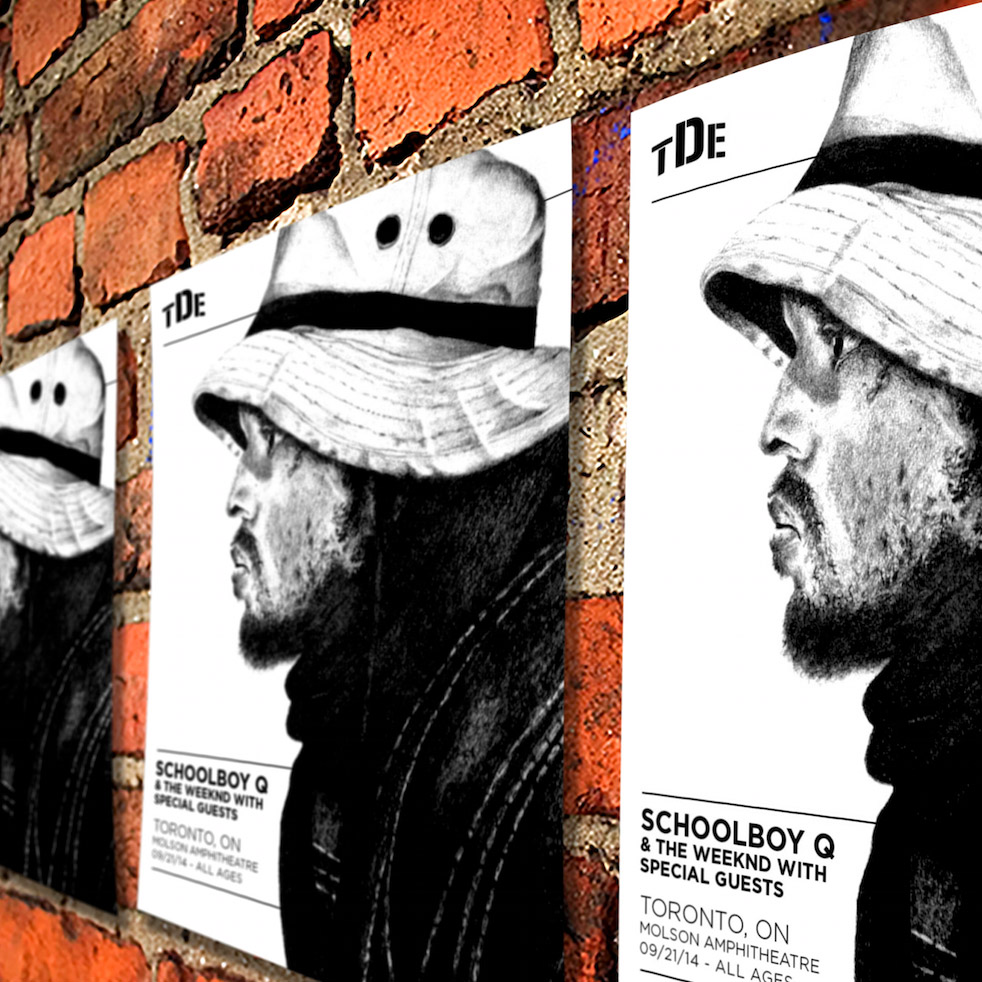 TDE
SCHOOLBOY Q
& THE WEEKND WITH
SPECIAL GUESTS
TORONTO, ON
MOLSON AMPHITHEATRE
09/21/14 - ALL AGES
TDE
SCHOOLBOY Q
& THE WEEKND WITH
SPECIAL GUESTS
TORONTO, ON
MOLSON AMPHITHEATRE
09/21/14 - ALL AGES